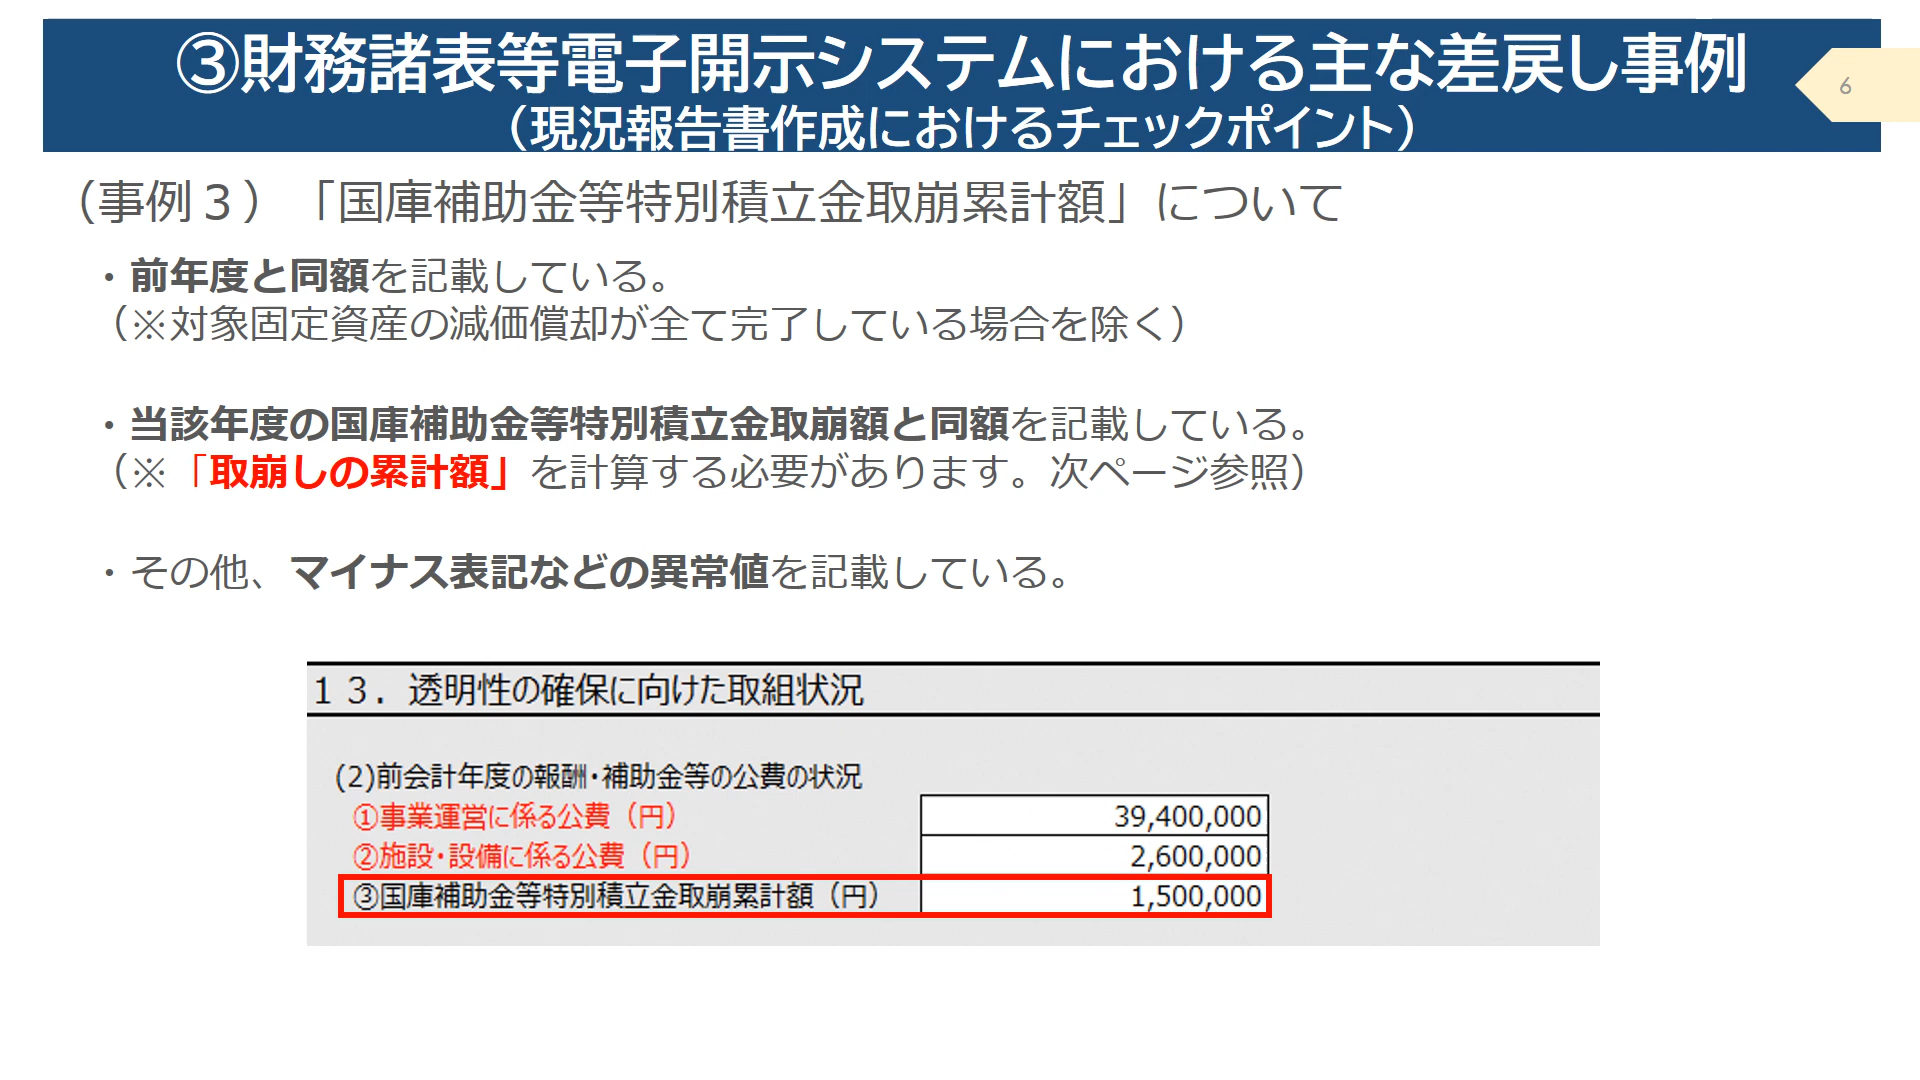 ③財務諸表等電子開示システムにおける主な差戻し事例
（現況報告書作成におけるチェックポイント）
6
（事例３）「国庫補助金等特別積立金取崩累計額」について
・前年度と同額を記載している。
（※対象固定資産の減価償却が全て完了している場合を除く）
・当該年度の国庫補助金等特別積立金取崩額と同額を記載している。
（※「取崩しの累計額」を計算する必要があります。次ページ参照）
・その他、マイナス表記などの異常値を記載している。
１３．透明性の確保に向けた取組状況
(2)前会計年度の報酬・補助金等の公費の状況
①事業運営に係る公費（円） 39,400,000
②施設・設備に係る公費（円） 2,600,000
③国庫補助金等特別積立金取崩累計額（円） 1,500,000